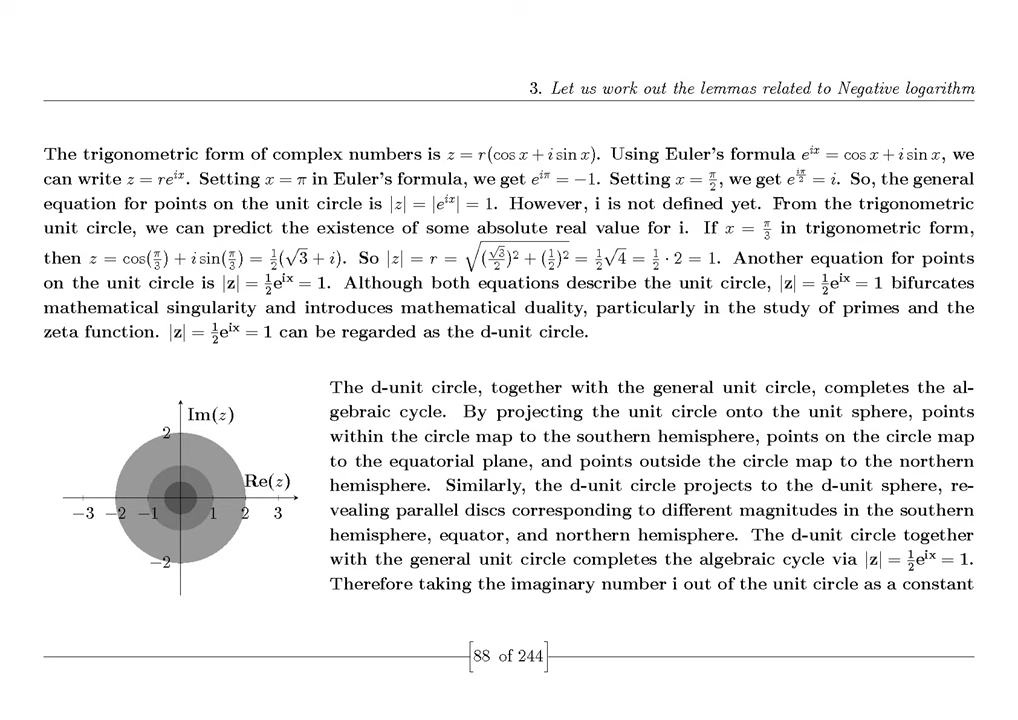 3. Let us work out the lemmas related to Negative logarithm
The trigonometric form of complex numbers is z = r(cos x + i sin x). Using Euler's formula e^{ix} = cos x + i sin x, we
can write z = re^{ix}. Setting x = π in Euler's formula, we get e^{iπ} = −1. Setting x = π/2, we get e^{iπ/2} = i. So, the general
equation for points on the unit circle is |z| = |e^{ix}| = 1. However, i is not defined yet. From the trigonometric
unit circle, we can predict the existence of some absolute real value for i. If x = π/3 in trigonometric form,
then z = cos(π/3) + i sin(π/3) = 1/2(√3 + i). So |z| = r = √((√3/2)² + (1/2)²) = 1/2√4 = 1/2 · 2 = 1. Another equation for points
on the unit circle is |z| = 1/2e^{ix} = 1. Although both equations describe the unit circle, |z| = 1/2e^{ix} = 1 bifurcates
mathematical singularity and introduces mathematical duality, particularly in the study of primes and the
zeta function. |z| = 1/2e^{ix} = 1 can be regarded as the d-unit circle.
Im(z)
2
Re(z)
−3 −2 −1 1 2 3
−2
The d-unit circle, together with the general unit circle, completes the al-
gebraic cycle. By projecting the unit circle onto the unit sphere, points
within the circle map to the southern hemisphere, points on the circle map
to the equatorial plane, and points outside the circle map to the northern
hemisphere. Similarly, the d-unit circle projects to the d-unit sphere, re-
vealing parallel discs corresponding to different magnitudes in the southern
hemisphere, equator, and northern hemisphere. The d-unit circle together
with the general unit circle completes the algebraic cycle via |z| = 1/2e^{ix} = 1.
Therefore taking the imaginary number i out of the unit circle as a constant
88 of 244